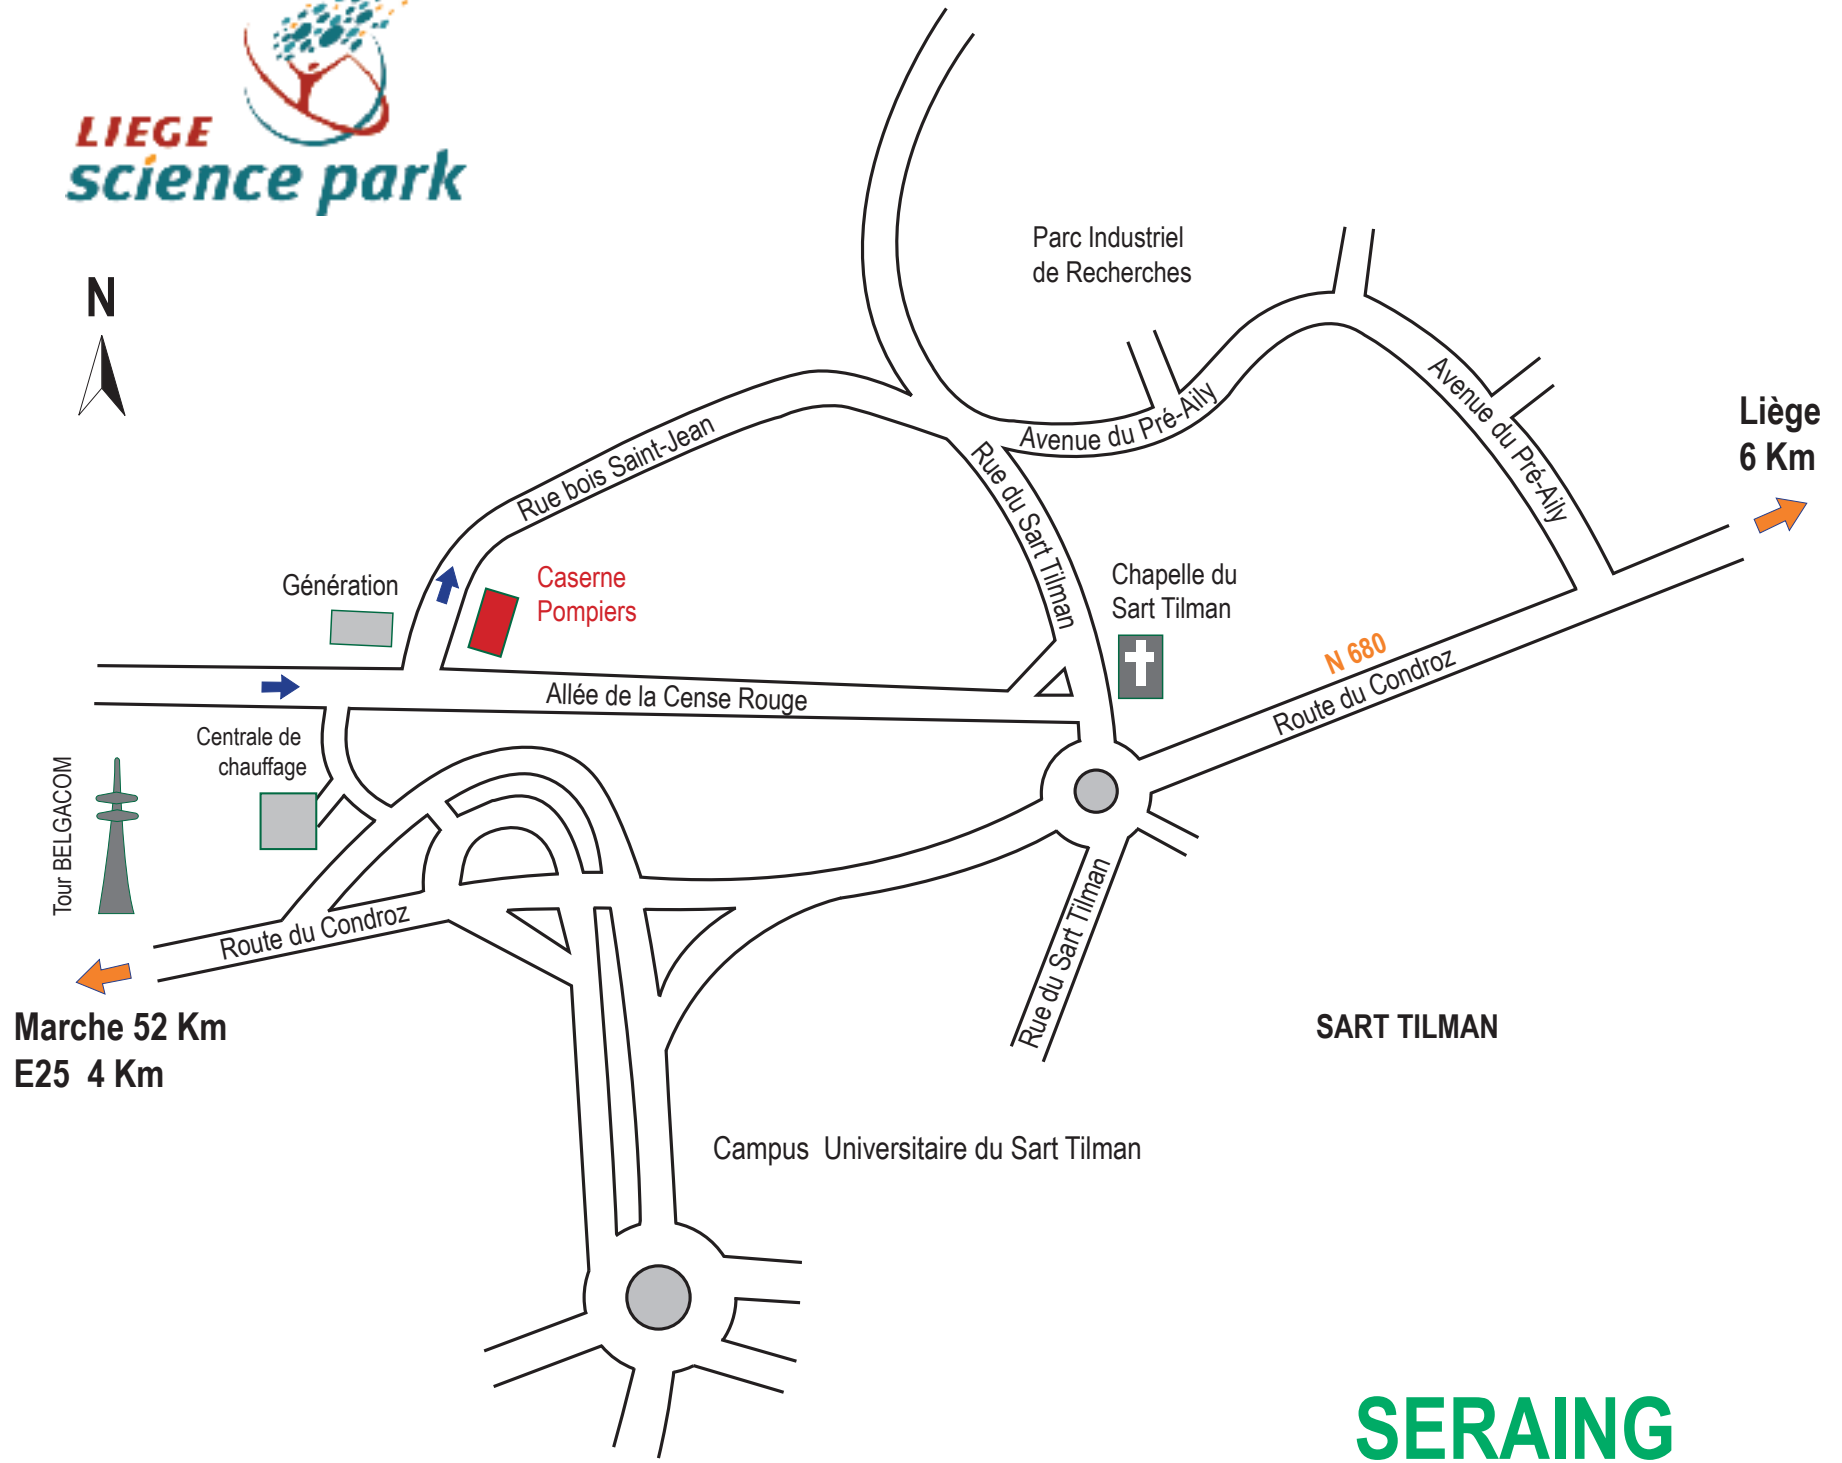 LIEGE
science park
N
Parc Industriel
de Recherches
Avenue du Pré-Aily
Avenue du Pré-Aily
Liège
6 Km
Rue bois Saint-Jean
Rue du Sart Tilman
Génération
Caserne
Pompiers
Chapelle du
Sart Tilman
N 680
Route du Condroz
Allée de la Cense Rouge
Centrale de
chauffage
Tour BELGACOM
Route du Condroz
Rue du Sart Tilman
Marche 52 Km
E25 4 Km
SART TILMAN
Campus Universitaire du Sart Tilman
SERAING